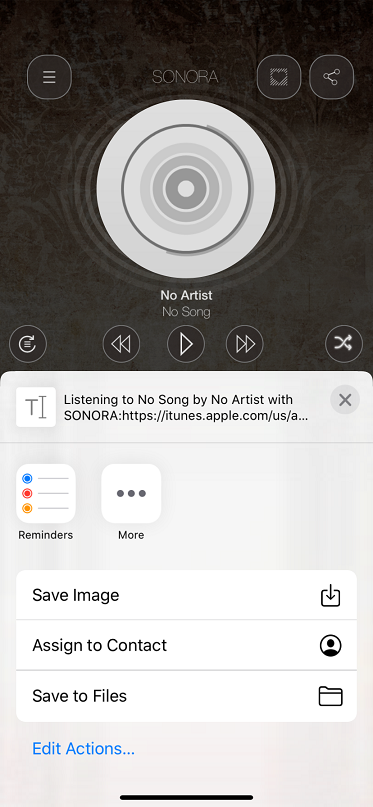 SONORA
No Artist
No Song
TI
Listening to No Song by No Artist with
SONORA:https://itunes.apple.com/us/a...
Reminders
More
Save Image
Assign to Contact
Save to Files
Edit Actions...